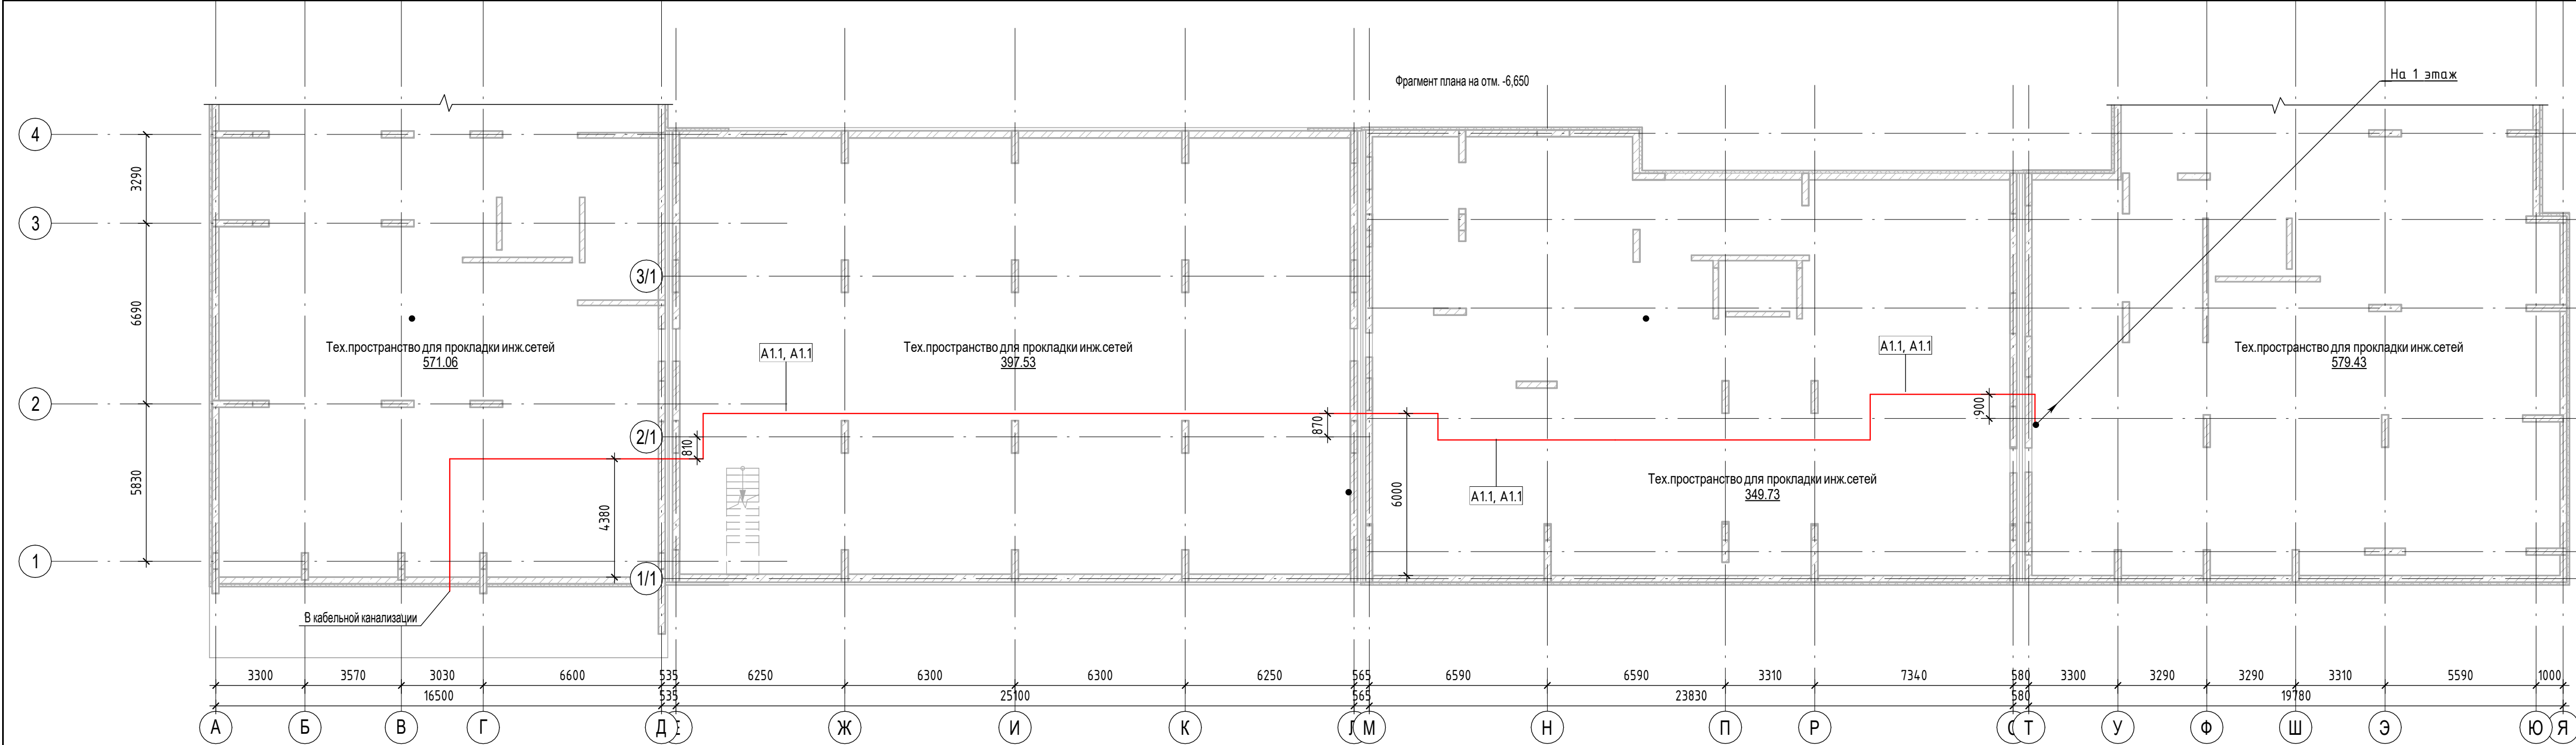 Фрагмент плана на отм. -6,650
На 1 этаж
4
3
2
1
3290
6690
5830
3/1
2/1
1/1
Тех.пространство для прокладки инж.сетей
571.06
Тех.пространство для прокладки инж.сетей
397.53
Тех.пространство для прокладки инж.сетей
349.73
Тех.пространство для прокладки инж.сетей
579.43
А1.1, А1.1
А1.1, А1.1
А1.1, А1.1
810
870
900
4380
6000
В кабельной канализации
3300 3570 3030 6600 535 6250 6300 6300 6250 565 6590 6590 3310 7340 580 3300 3290 3290 3310 5590 1000
16500 535 25100 565 23830 580 19780
А Б В Г Д Е Ж И К Л М Н П Р С Т У Ф Ш Э Ю Я